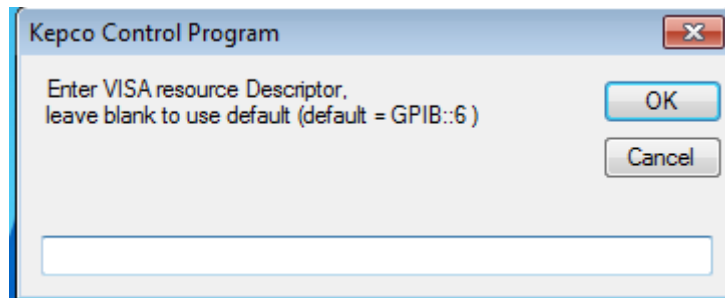 Kepco Control Program
Enter VISA resource Descriptor,
leave blank to use default (default = GPIB::6 )
OK
Cancel